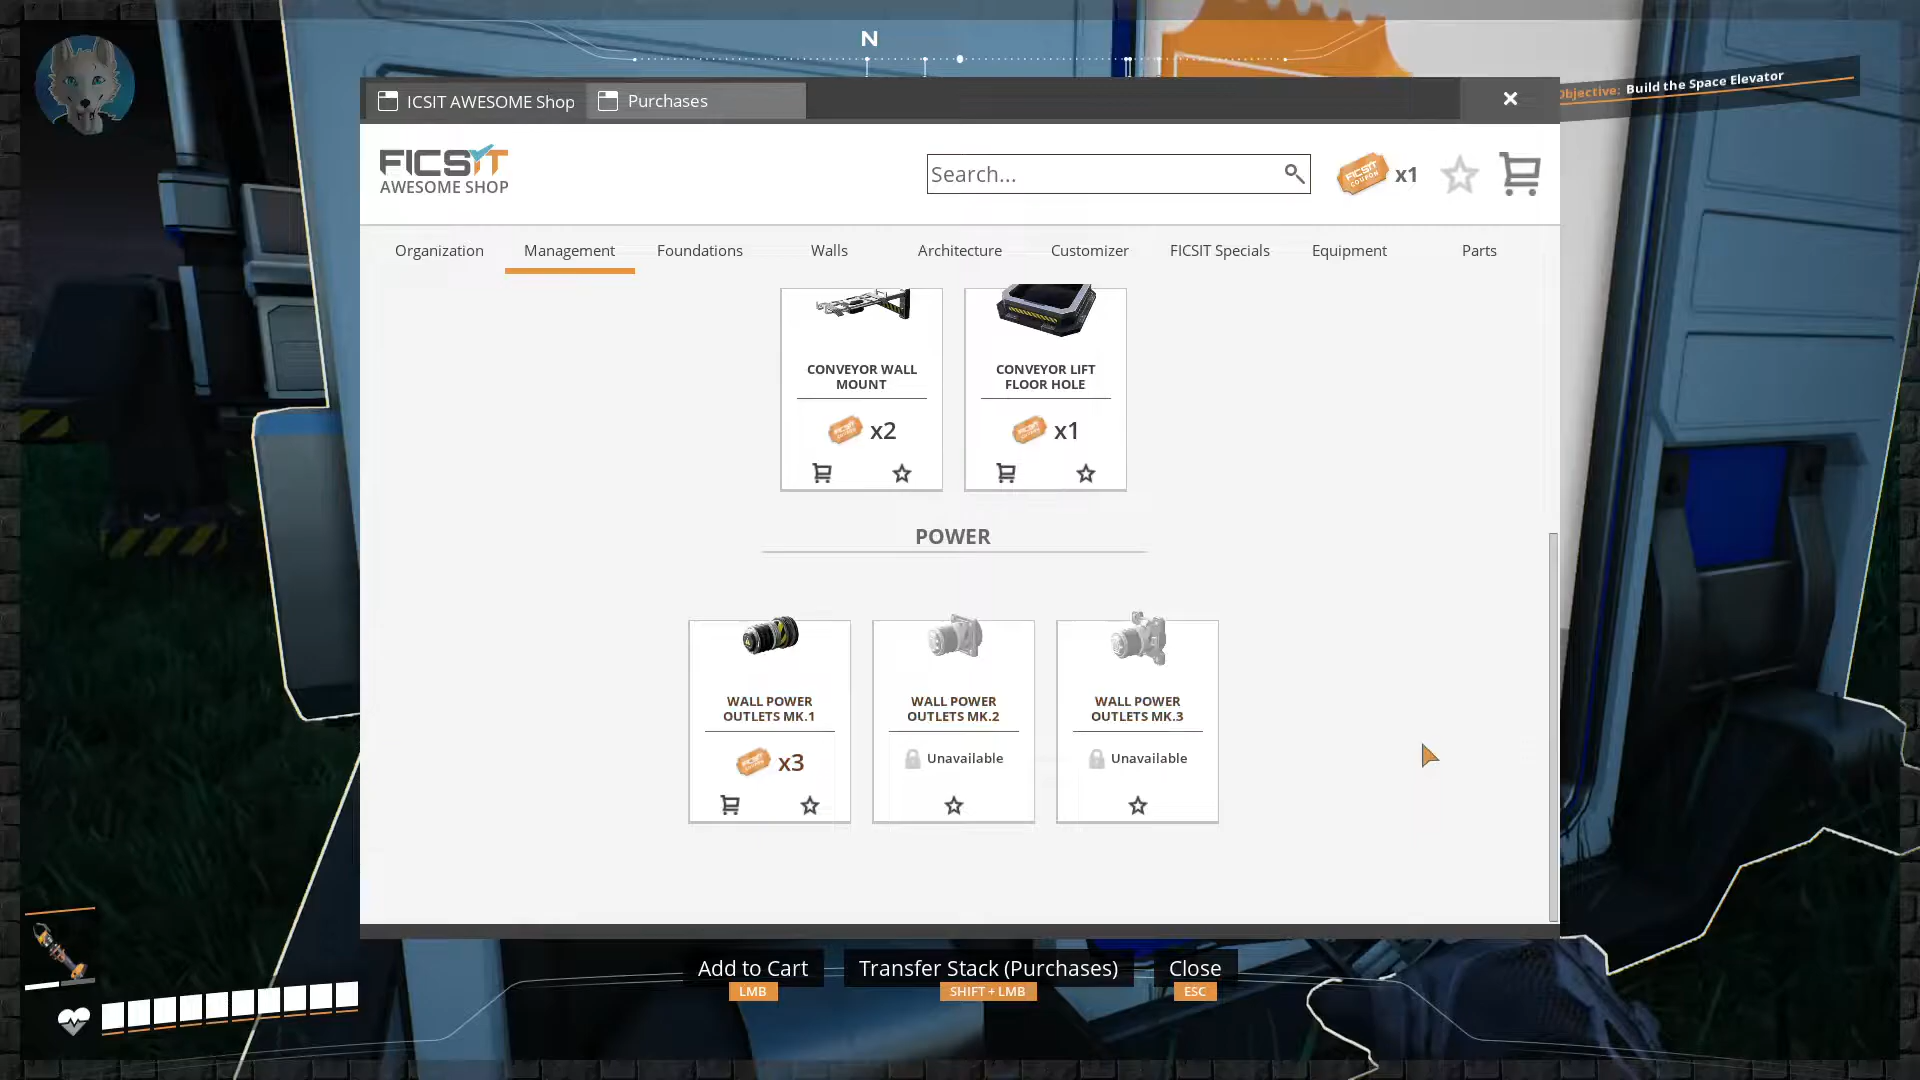 N
Objective: Build the Space Elevator
ICSIT AWESOME Shop
Purchases
FICSIT
AWESOME SHOP
Search...
FICSIT
COUPON
x1
Organization
Management
Foundations
Walls
Architecture
Customizer
FICSIT Specials
Equipment
Parts
CONVEYOR WALL
MOUNT
x2
CONVEYOR LIFT
FLOOR HOLE
x1
POWER
WALL POWER
OUTLETS MK.1
x3
WALL POWER
OUTLETS MK.2
Unavailable
WALL POWER
OUTLETS MK.3
Unavailable
Add to Cart
LMB
Transfer Stack (Purchases)
SHIFT + LMB
Close
ESC